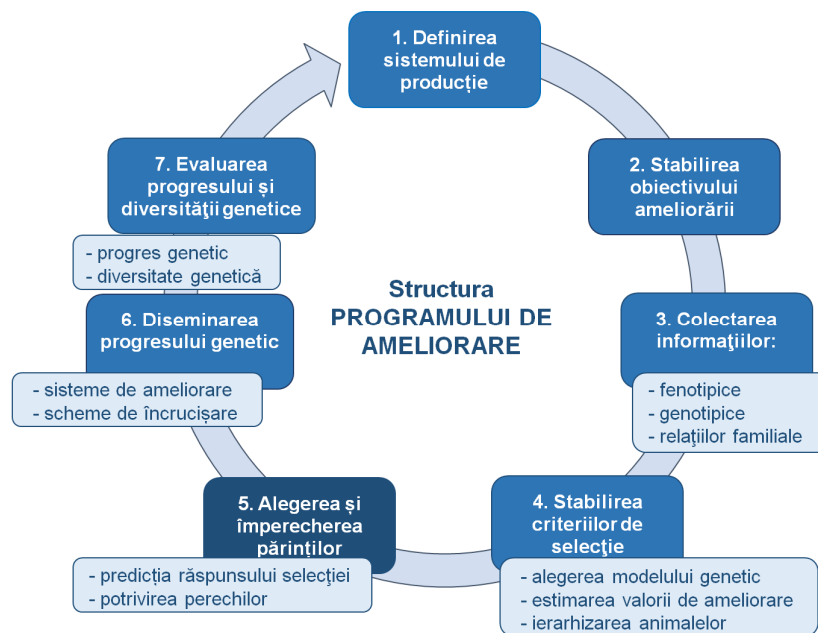 1. Definirea
sistemului de
producție
2. Stabilirea
obiectivului
ameliorării
3. Colectarea
informaţiilor:
- fenotipice
- genotipice
- relaţiilor familiale
4. Stabilirea
criteriilor de
selecţie
- alegerea modelului genetic
- estimarea valorii de ameliorare
- ierarhizarea animalelor
5. Alegerea și
împerecherea
părinților
- predicția răspunsului selecţiei
- potrivirea perechilor
6. Diseminarea
progresului genetic
- sisteme de ameliorare
- scheme de încrucișare
7. Evaluarea
progresului și
diversităţii genetice
- progres genetic
- diversitate genetică
Structura
PROGRAMULUI DE
AMELIORARE